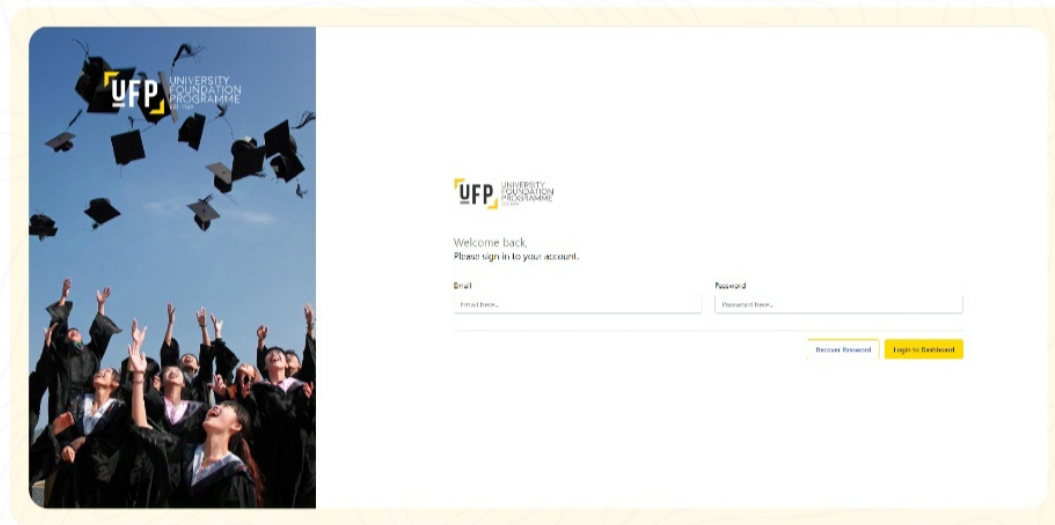 UFP
UNIVERSITY
FOUNDATION
PROGRAMME
UFP
UNIVERSITY
FOUNDATION
PROGRAMME
Welcome back,
Please sign in to your account.
Email
Password
Email here...
Password here...
Recover Password
Login to Dashboard